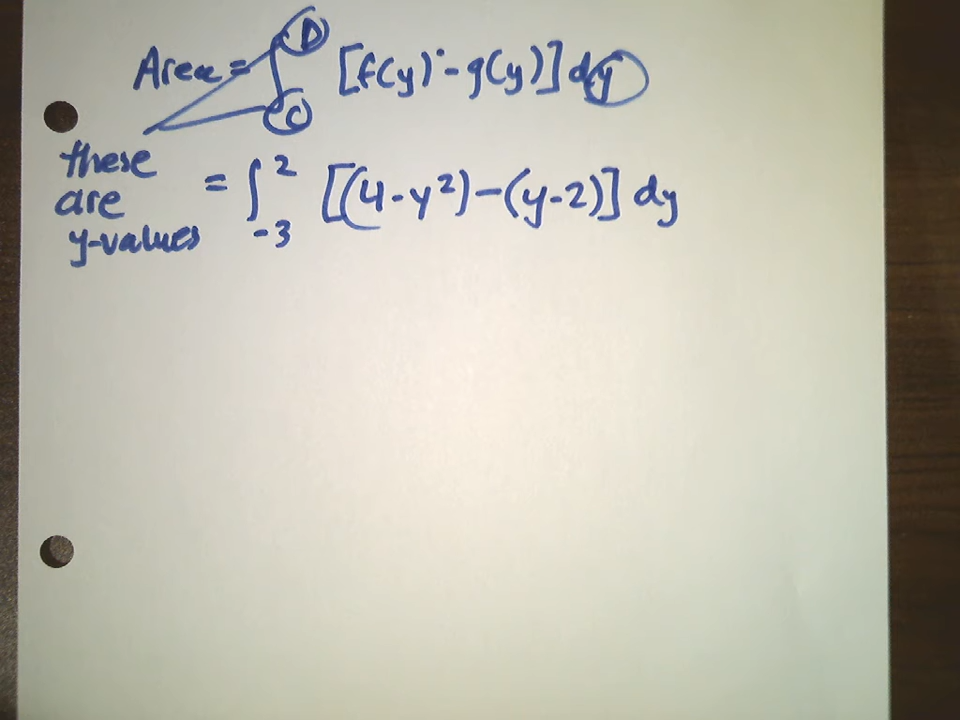 Area = ∫_C^D [f(y) - g(y)] dy
these are y-values
= ∫_{-3}^{2} [(4-y²)-(y-2)] dy